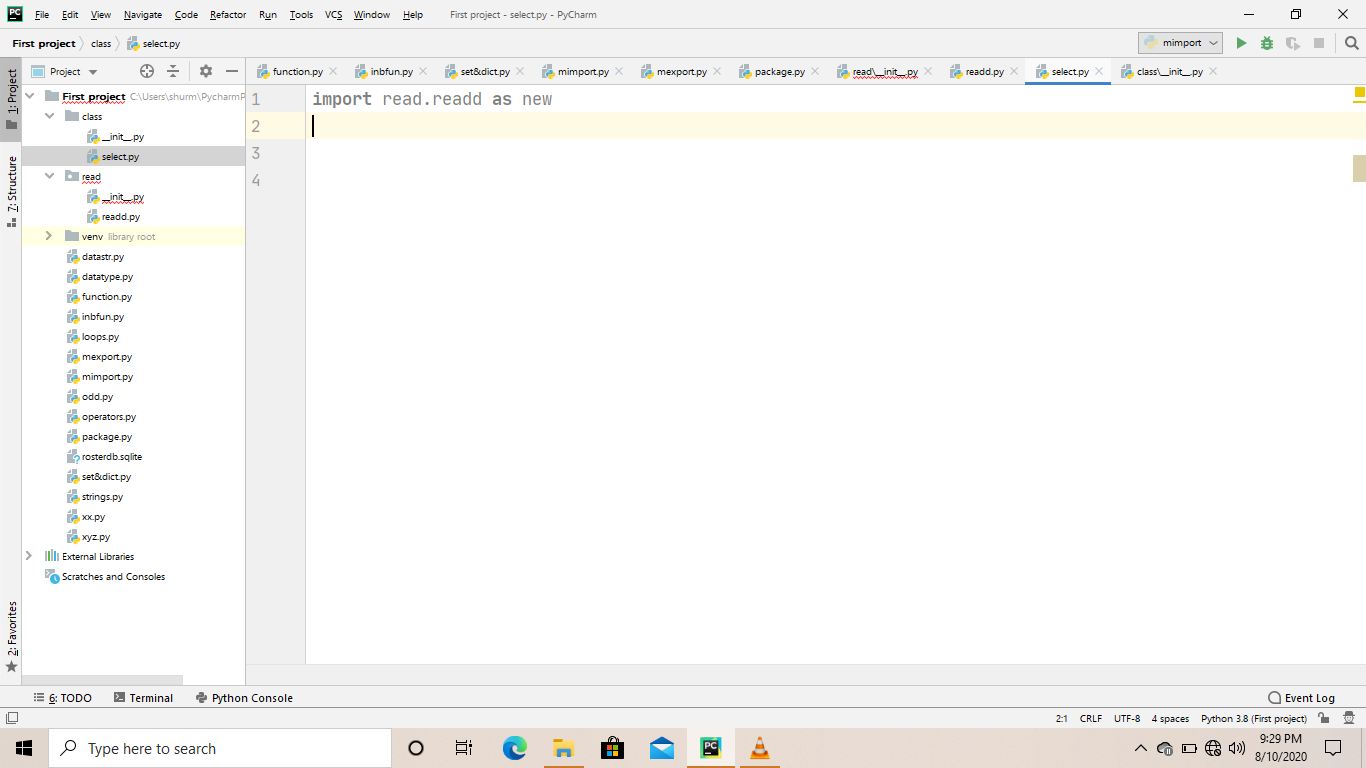 PC File Edit View Navigate Code Refactor Run Tools VCS Window Help First project - select.py - PyCharm
First project class select.py mimport
Project function.py inbfun.py set&dict.py mimport.py mexport.py package.py read\__init__.py readd.py select.py class\__init__.py
1: Project
7: Structure
2: Favorites
First project C:\Users\shurm\PycharmP
class
__init__.py
select.py
read
__init__.py
readd.py
venv library root
datastr.py
datatype.py
function.py
inbfun.py
loops.py
mexport.py
mimport.py
odd.py
operators.py
package.py
rosterdb.sqlite
set&dict.py
strings.py
xx.py
xyz.py
External Libraries
Scratches and Consoles
1 import read.readd as new
2
3
4
6: TODO Terminal Python Console Event Log
2:1 CRLF UTF-8 4 spaces Python 3.8 (First project)
Type here to search PC 9:29 PM
8/10/2020